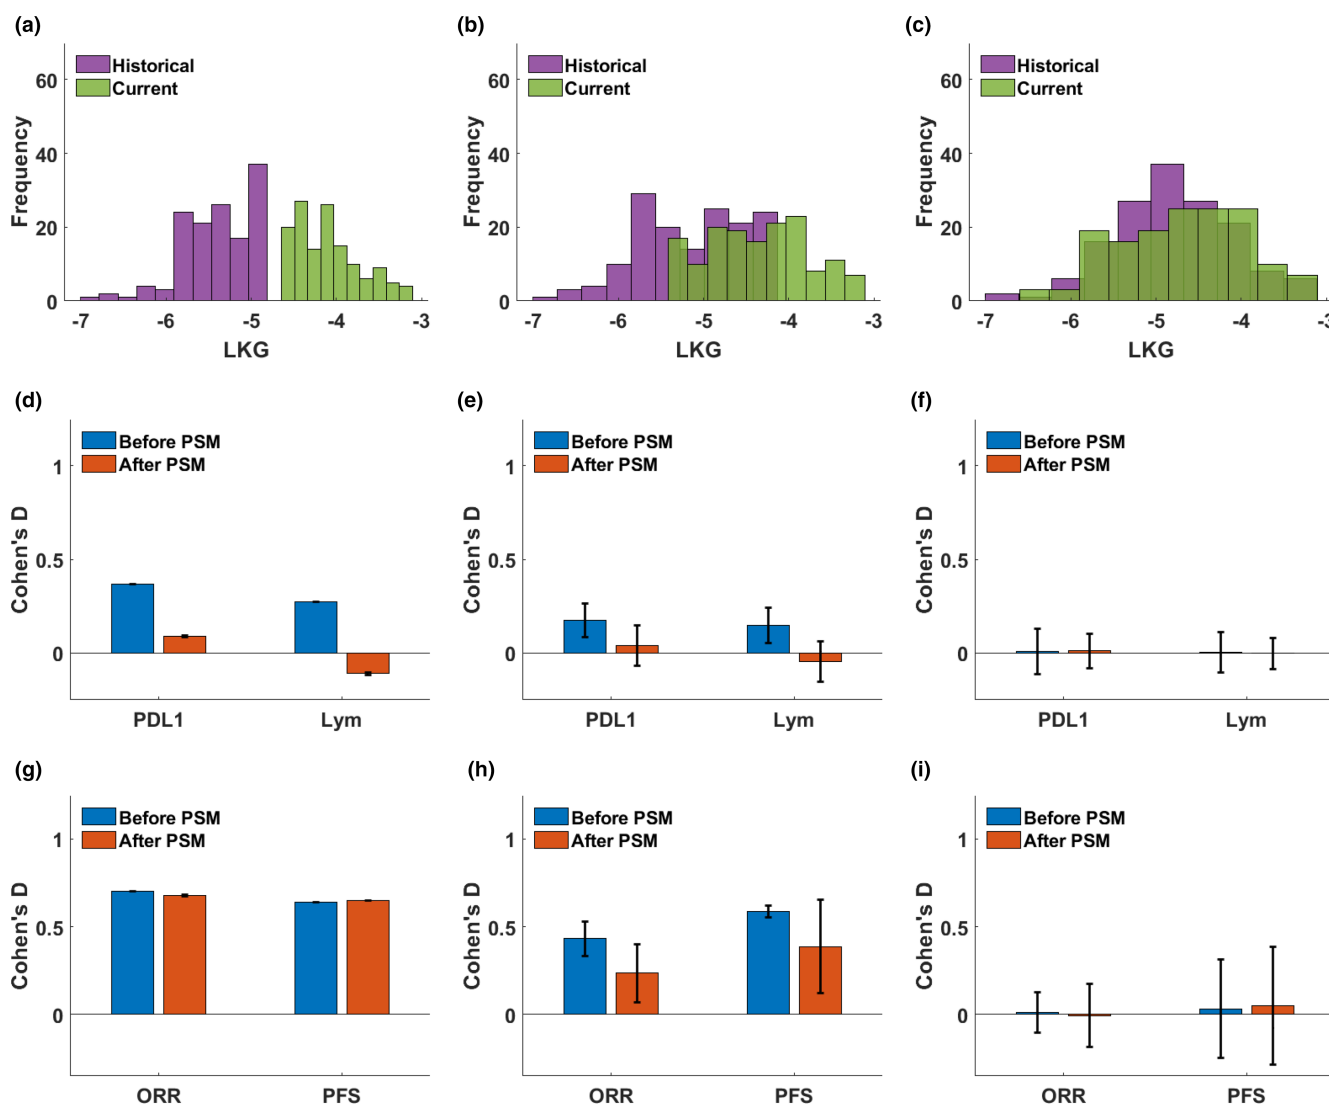 (a)
Historical
Current
60
40
20
0
Frequency
-7
-6
-5
-4
-3
LKG
(b)
Historical
Current
60
40
20
0
Frequency
-7
-6
-5
-4
-3
LKG
(c)
Historical
Current
60
40
20
0
Frequency
-7
-6
-5
-4
-3
LKG
(d)
Before PSM
After PSM
1
0.5
0
Cohen's D
PDL1
Lym
(e)
Before PSM
After PSM
1
0.5
0
Cohen's D
PDL1
Lym
(f)
Before PSM
After PSM
1
0.5
0
Cohen's D
PDL1
Lym
(g)
Before PSM
After PSM
1
0.5
0
Cohen's D
ORR
PFS
(h)
Before PSM
After PSM
1
0.5
0
Cohen's D
ORR
PFS
(i)
Before PSM
After PSM
1
0.5
0
Cohen's D
ORR
PFS